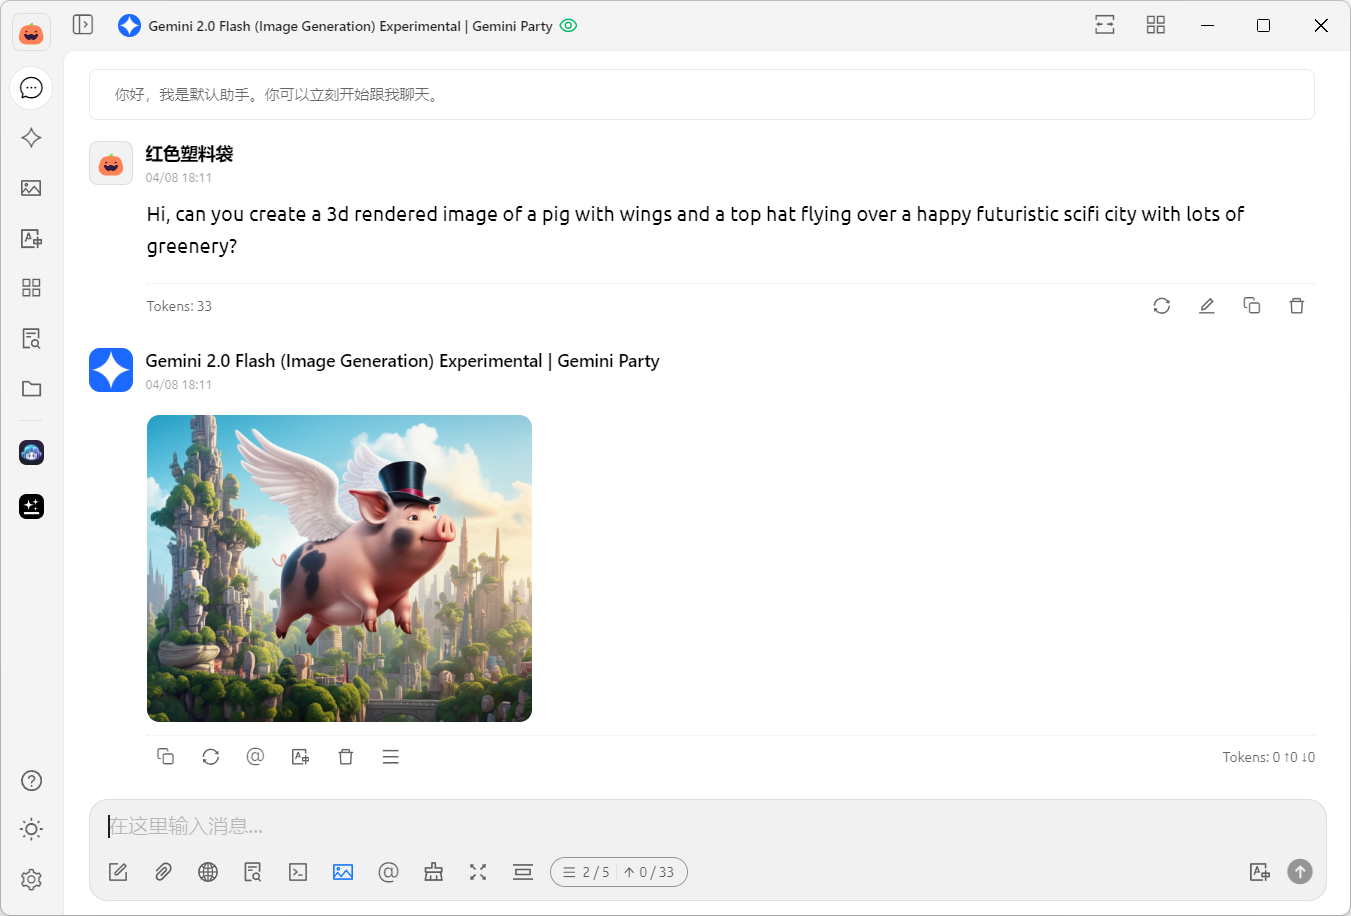 Gemini 2.0 Flash (Image Generation) Experimental | Gemini Party
你好，我是默认助手。你可以立刻开始跟我聊天。
红色塑料袋
04/08 18:11
Hi, can you create a 3d rendered image of a pig with wings and a top hat flying over a happy futuristic scifi city with lots of
greenery?
Tokens: 33
Gemini 2.0 Flash (Image Generation) Experimental | Gemini Party
04/08 18:11
Tokens: 0 ↑0 ↓0
在这里输入消息...
2 / 5 ↑ 0 / 33